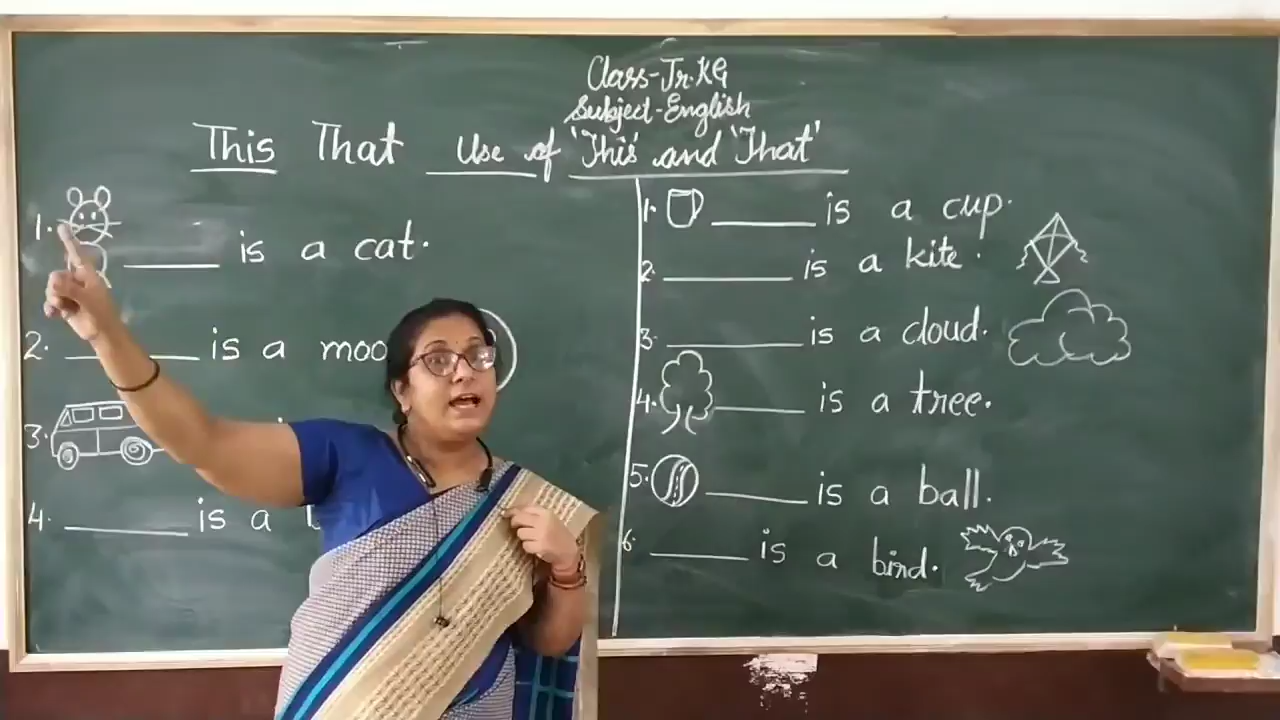 Class-Jr.KG
Subject-English
This That Use of 'This' and 'That'
1. ______ is a cat.
2. ______ is a moo
3.
4. ______ is a
1. ______ is a cup.
2. ______ is a kite.
3. ______ is a cloud.
4. ______ is a tree.
5. ______ is a ball.
6. ______ is a bird.